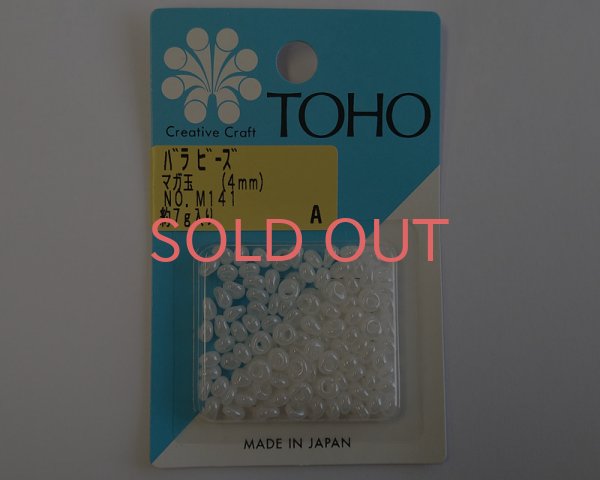 Creative Craft
TOHO
バラ ビーズ
マガ玉 (4mm)
NO. M141
約7g入り
A
SOLD OUT
MADE IN JAPAN